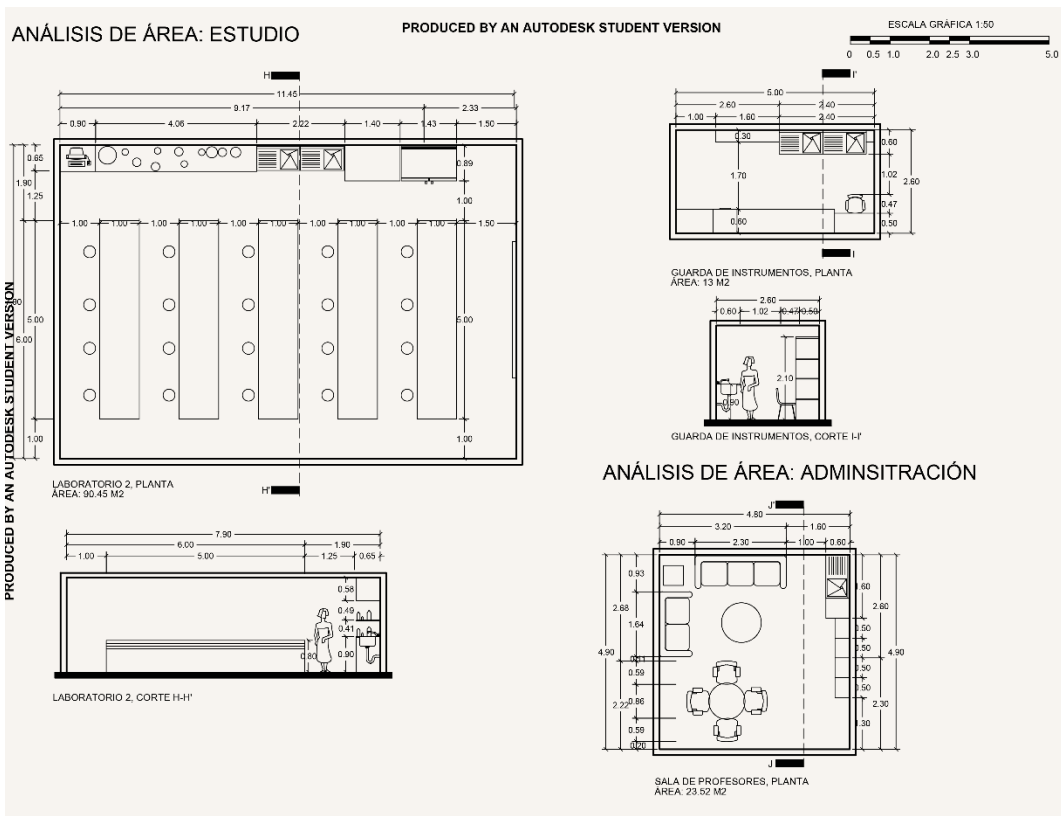 ANÁLISIS DE ÁREA: ESTUDIO
PRODUCED BY AN AUTODESK STUDENT VERSION
ESCALA GRÁFICA 1:50
0 0.5 1.0 2.0 2.5 3.0 5.0
PRODUCED BY AN AUTODESK STUDENT VERSION
H
11.45
9.17 2.33
0.90 4.06 2.22 1.40 1.43 1.50
0.65
1.90
1.25
0.89
1.00
1.00 1.00 1.00 1.00 1.00 1.00 1.00 1.00 1.00 1.00 1.50
5.00
6.00
5.00
1.00
1.00
H'
LABORATORIO 2, PLANTA
ÁREA: 90.45 M2
7.90
6.00 1.90
1.00 5.00 1.25 0.65
0.58
0.49
0.41
0.80 0.90
LABORATORIO 2, CORTE H-H'
I'
5.00
2.60 2.40
1.00 1.60 2.40
0.30
0.60
1.70
1.02
2.60
0.47
0.60
0.50
I
GUARDA DE INSTRUMENTOS, PLANTA
ÁREA: 13 M2
2.60
0.60 1.02 0.47 0.50
2.10
0.90
GUARDA DE INSTRUMENTOS, CORTE I-I'
ANÁLISIS DE ÁREA: ADMINSITRACIÓN
J'
4.80
3.20 1.60
0.90 2.30 1.00 0.60
0.93
2.68
1.64
4.90
0.59
2.22
0.86
0.59
0.20
.60
2.60
.50
.50
4.90
.50
.50
2.30
.30
J
SALA DE PROFESORES, PLANTA
ÁREA: 23.52 M2